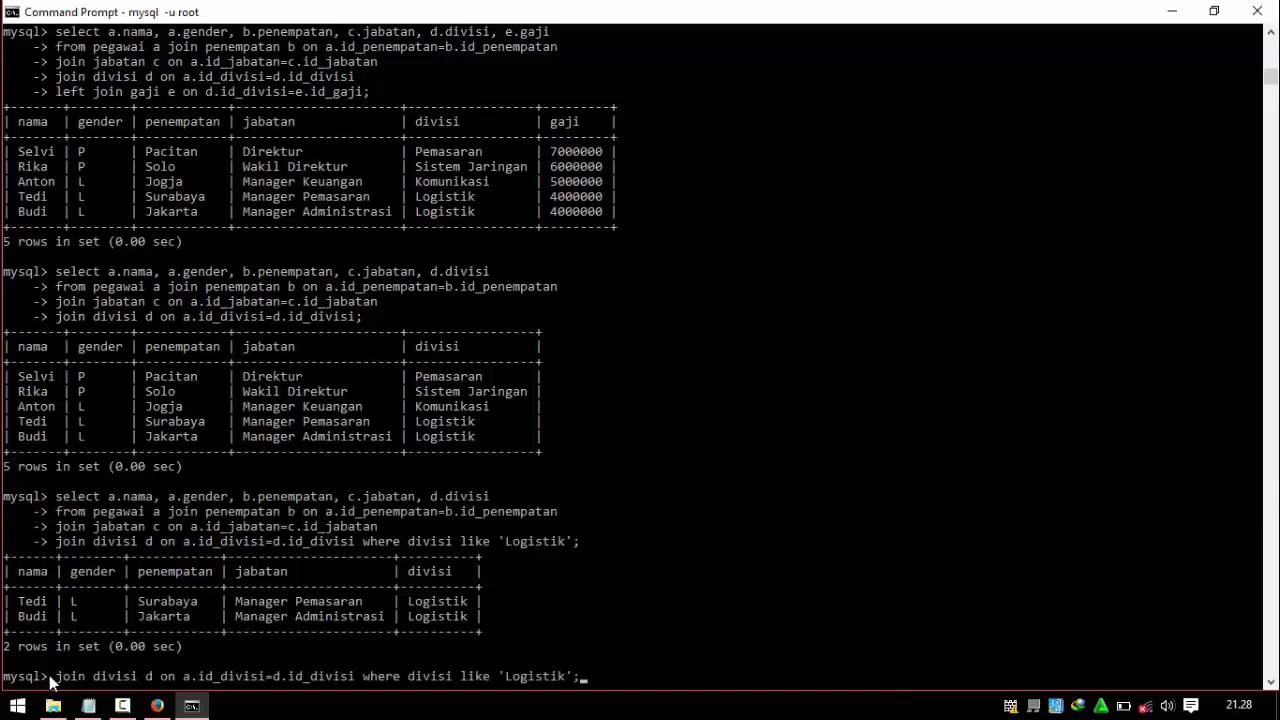 Command Prompt - mysql  -u root
mysql> select a.nama, a.gender, b.penempatan, c.jabatan, d.divisi, e.gaji
    -> from pegawai a join penempatan b on a.id_penempatan=b.id_penempatan
    -> join jabatan c on a.id_jabatan=c.id_jabatan
    -> join divisi d on a.id_divisi=d.id_divisi
    -> left join gaji e on d.id_divisi=e.id_gaji;
+-------+--------+------------+----------------------+-----------------+---------+
| nama  | gender | penempatan | jabatan              | divisi          | gaji    |
+-------+--------+------------+----------------------+-----------------+---------+
| Selvi | P      | Pacitan    | Direktur             | Pemasaran       | 7000000 |
| Rika  | P      | Solo       | Wakil Direktur       | Sistem Jaringan | 6000000 |
| Anton | L      | Jogja      | Manager Keuangan     | Komunikasi      | 5000000 |
| Tedi  | L      | Surabaya   | Manager Pemasaran    | Logistik        | 4000000 |
| Budi  | L      | Jakarta    | Manager Administrasi | Logistik        | 4000000 |
+-------+--------+------------+----------------------+-----------------+---------+
5 rows in set (0.00 sec)
mysql> select a.nama, a.gender, b.penempatan, c.jabatan, d.divisi
    -> from pegawai a join penempatan b on a.id_penempatan=b.id_penempatan
    -> join jabatan c on a.id_jabatan=c.id_jabatan
    -> join divisi d on a.id_divisi=d.id_divisi;
+-------+--------+------------+----------------------+-----------------+
| nama  | gender | penempatan | jabatan              | divisi          |
+-------+--------+------------+----------------------+-----------------+
| Selvi | P      | Pacitan    | Direktur             | Pemasaran       |
| Rika  | P      | Solo       | Wakil Direktur       | Sistem Jaringan |
| Anton | L      | Jogja      | Manager Keuangan     | Komunikasi      |
| Tedi  | L      | Surabaya   | Manager Pemasaran    | Logistik        |
| Budi  | L      | Jakarta    | Manager Administrasi | Logistik        |
+-------+--------+------------+----------------------+-----------------+
5 rows in set (0.00 sec)
mysql> select a.nama, a.gender, b.penempatan, c.jabatan, d.divisi
    -> from pegawai a join penempatan b on a.id_penempatan=b.id_penempatan
    -> join jabatan c on a.id_jabatan=c.id_jabatan
    -> join divisi d on a.id_divisi=d.id_divisi where divisi like 'Logistik';
+------+--------+------------+----------------------+----------+
| nama | gender | penempatan | jabatan              | divisi   |
+------+--------+------------+----------------------+----------+
| Tedi | L      | Surabaya   | Manager Pemasaran    | Logistik |
| Budi | L      | Jakarta    | Manager Administrasi | Logistik |
+------+--------+------------+----------------------+----------+
2 rows in set (0.00 sec)
mysql> join divisi d on a.id_divisi=d.id_divisi where divisi like 'Logistik';_
21.28